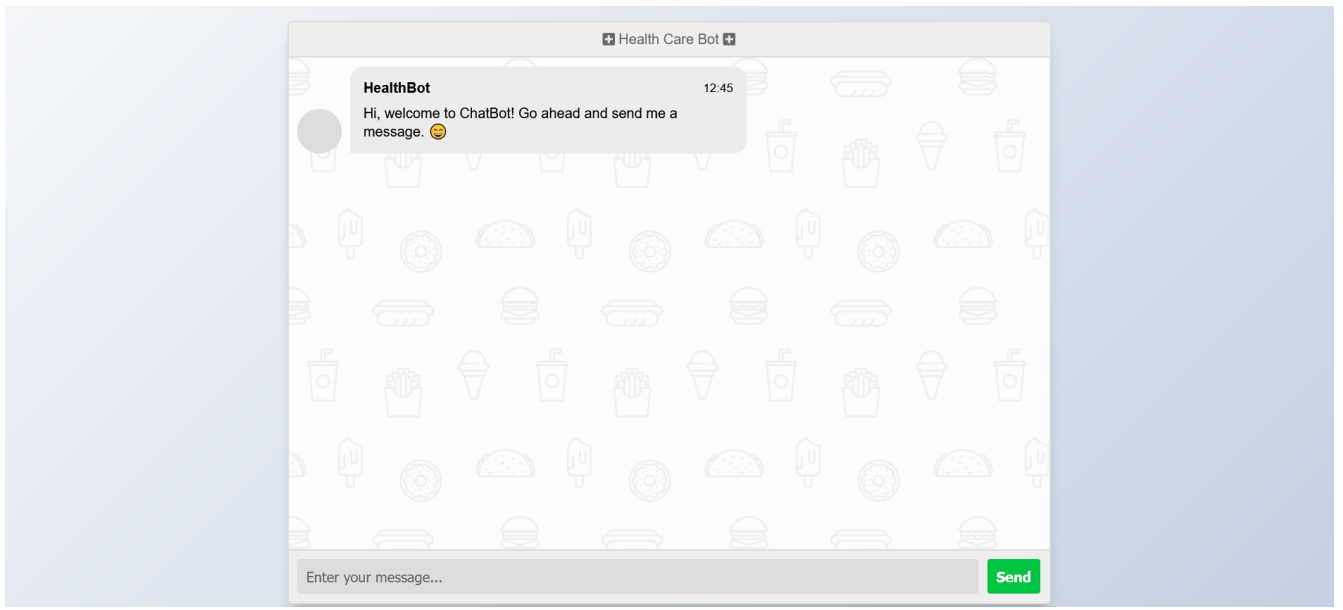 Health Care Bot
HealthBot 12:45
Hi, welcome to ChatBot! Go ahead and send me a
message. 😄
Enter your message...
Send